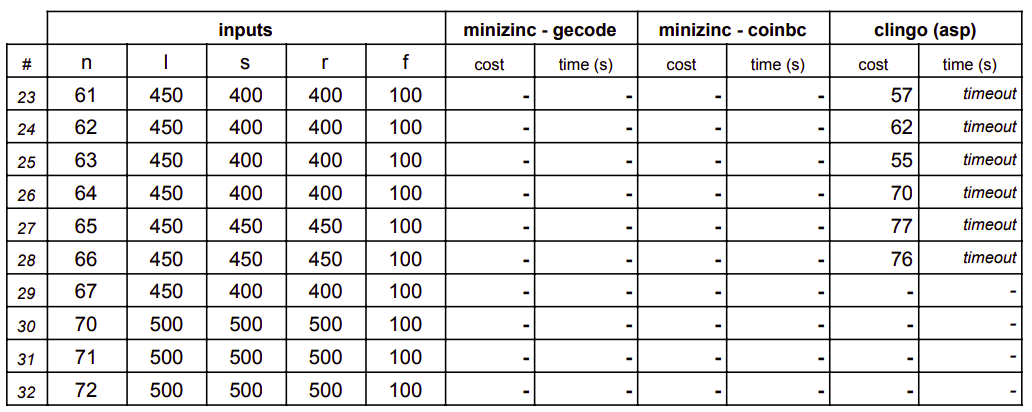 inputs minizinc - gecode minizinc - coinbc clingo (asp)
# n l s r f cost time (s) cost time (s) cost time (s)
23 61 450 400 400 100 - - - - 57 timeout
24 62 450 400 400 100 - - - - 62 timeout
25 63 450 400 400 100 - - - - 55 timeout
26 64 450 400 400 100 - - - - 70 timeout
27 65 450 450 450 100 - - - - 77 timeout
28 66 450 450 450 100 - - - - 76 timeout
29 67 450 400 400 100 - - - - - -
30 70 500 500 500 100 - - - - - -
31 71 500 500 500 100 - - - - - -
32 72 500 500 500 100 - - - - - -